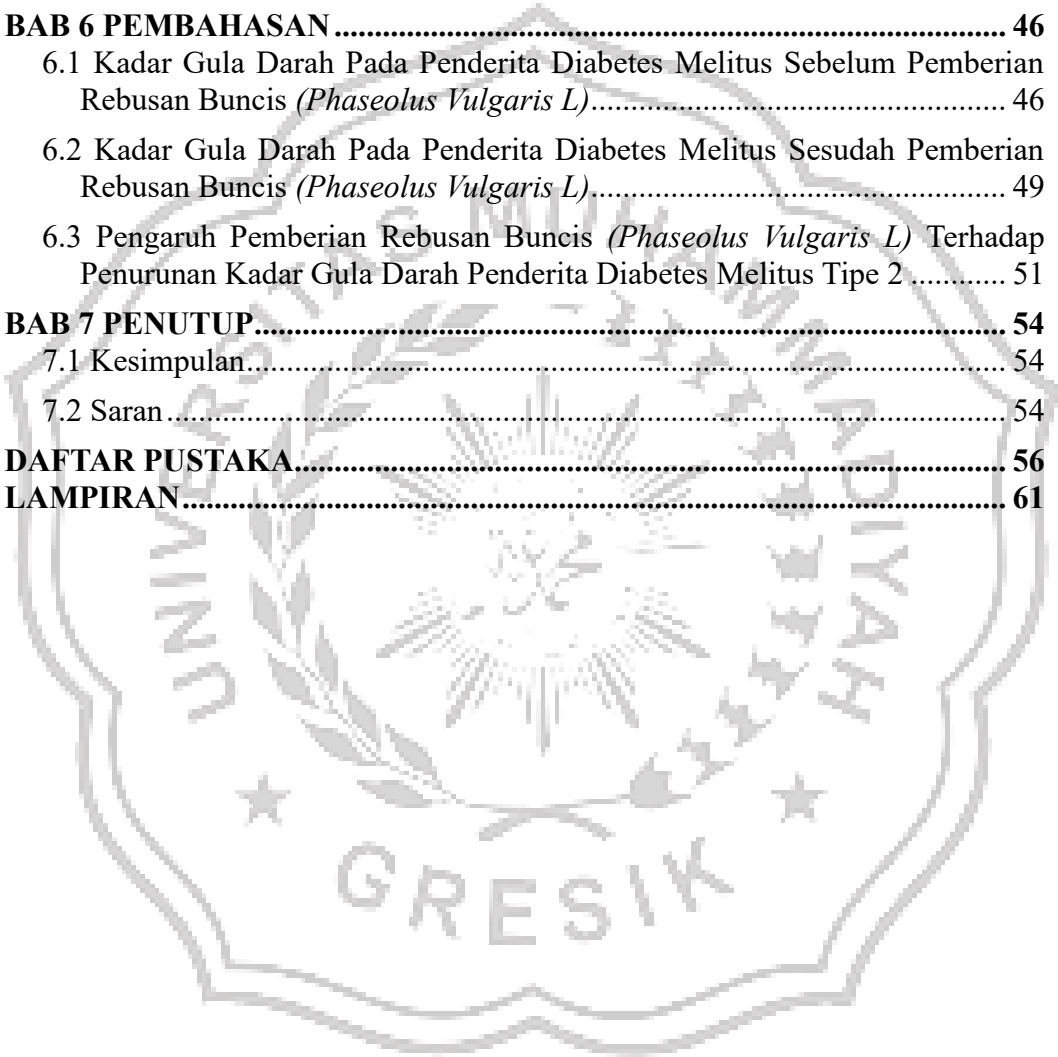 BAB 6 PEMBAHASAN ........................................................................................ 46
6.1 Kadar Gula Darah Pada Penderita Diabetes Melitus Sebelum Pemberian
Rebusan Buncis (Phaseolus Vulgaris L) ..................................................... 46
6.2 Kadar Gula Darah Pada Penderita Diabetes Melitus Sesudah Pemberian
Rebusan Buncis (Phaseolus Vulgaris L) ..................................................... 49
6.3 Pengaruh Pemberian Rebusan Buncis (Phaseolus Vulgaris L) Terhadap
Penurunan Kadar Gula Darah Penderita Diabetes Melitus Tipe 2 ............ 51
BAB 7 PENUTUP .................................................................................................. 54
7.1 Kesimpulan .................................................................................................... 54
7.2 Saran .............................................................................................................. 54
DAFTAR PUSTAKA ............................................................................................. 56
LAMPIRAN ............................................................................................................ 61
UNIVERSITAS MUHAMMADIYAH
GRESIK